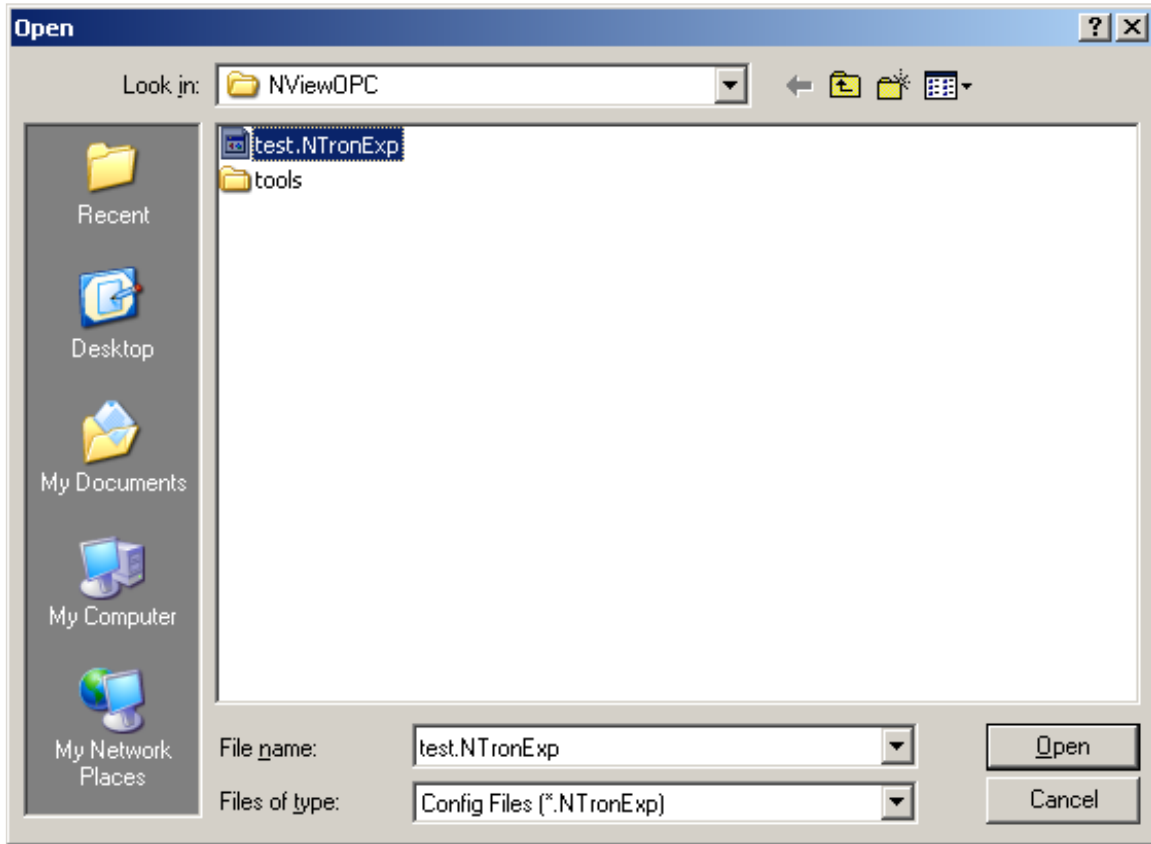 Open
Look in: NViewOPC
test.NTronExp
tools
Recent
Desktop
My Documents
My Computer
My Network
Places
File name: test.NTronExp Open
Files of type: Config Files (*.NTronExp) Cancel